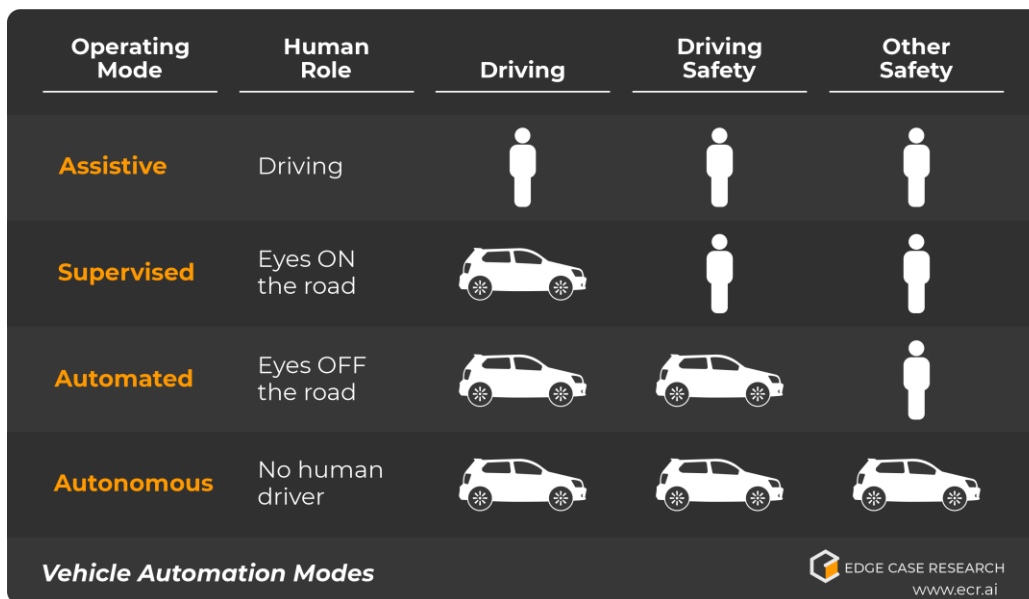 Operating
Mode
Human
Role
Driving
Driving
Safety
Other
Safety
Assistive
Driving
Supervised
Eyes ON
the road
Automated
Eyes OFF
the road
Autonomous
No human
driver
Vehicle Automation Modes
EDGE CASE RESEARCH
www.ecr.ai